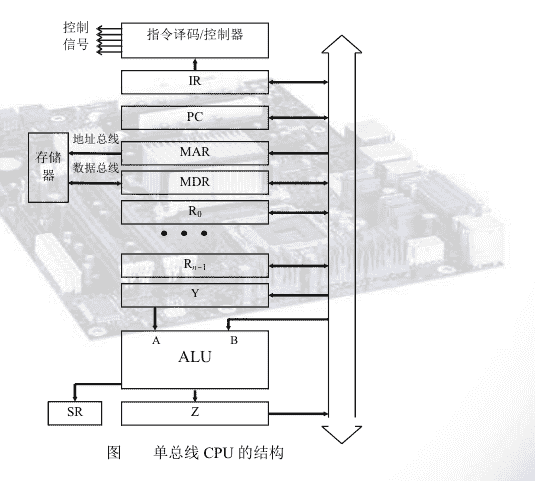 控制
信号
指令译码/控制器
IR
PC
地址总线
MAR
存储
器
数据总线
MDR
R0
• • •
Rn−1
Y
A B
ALU
SR
Z
图 单总线 CPU 的结构